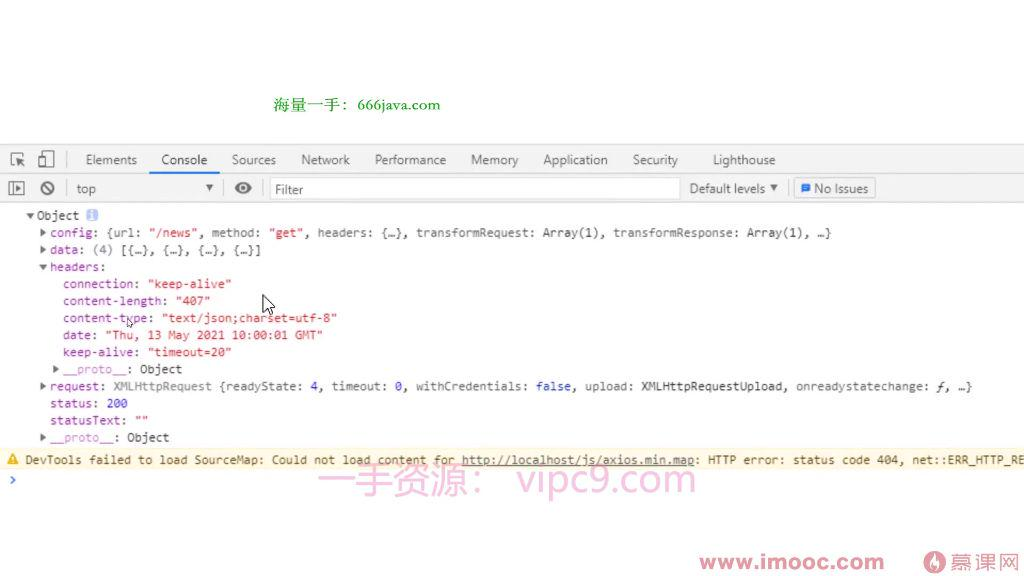 海量一手：666java.com
Elements Console Sources Network Performance Memory Application Security Lighthouse
top Filter Default levels No Issues
Object i
config: {url: "/news", method: "get", headers: {…}, transformRequest: Array(1), transformResponse: Array(1), …}
data: (4) [{…}, {…}, {…}, {…}]
headers:
connection: "keep-alive"
content-length: "407"
content-type: "text/json;charset=utf-8"
date: "Thu, 13 May 2021 10:00:01 GMT"
keep-alive: "timeout=20"
__proto__: Object
request: XMLHttpRequest {readyState: 4, timeout: 0, withCredentials: false, upload: XMLHttpRequestUpload, onreadystatechange: ƒ, …}
status: 200
statusText: ""
__proto__: Object
DevTools failed to load SourceMap: Could not load content for http://localhost/js/axios.min.map: HTTP error: status code 404, net::ERR_HTTP_RE
一手资源： vipc9.com
www.imooc.com 慕课网